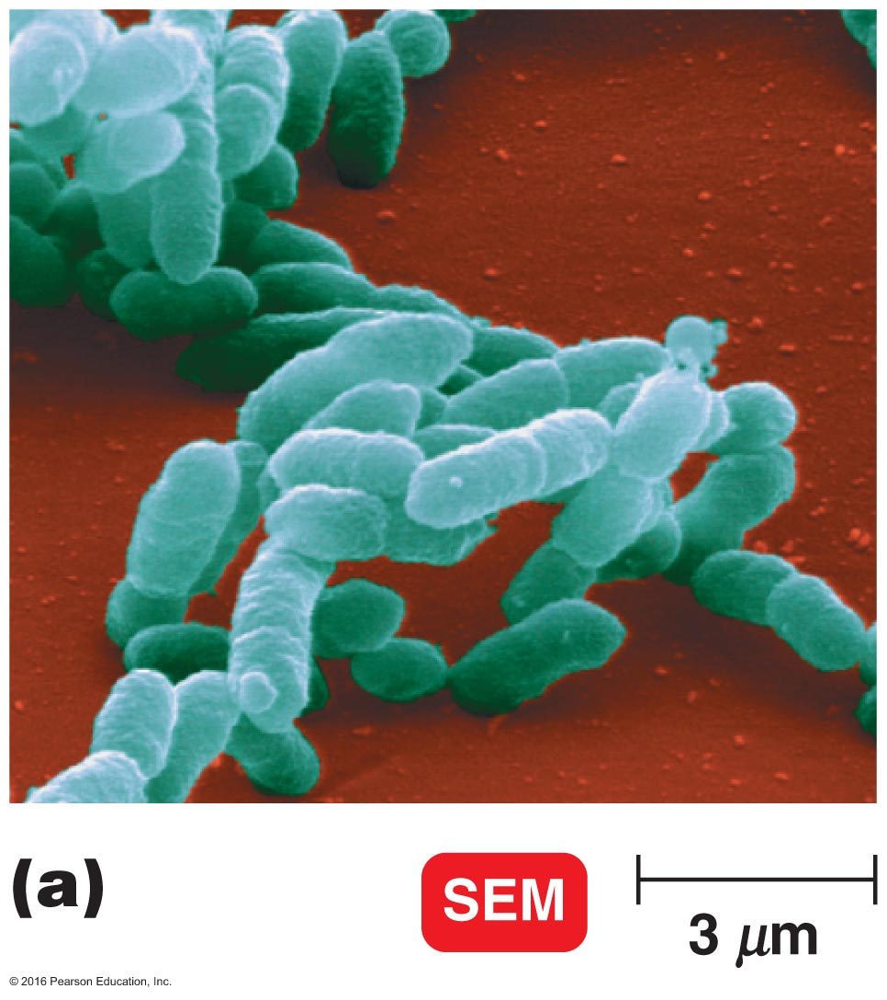 (a)
SEM
3 μm
© 2016 Pearson Education, Inc.